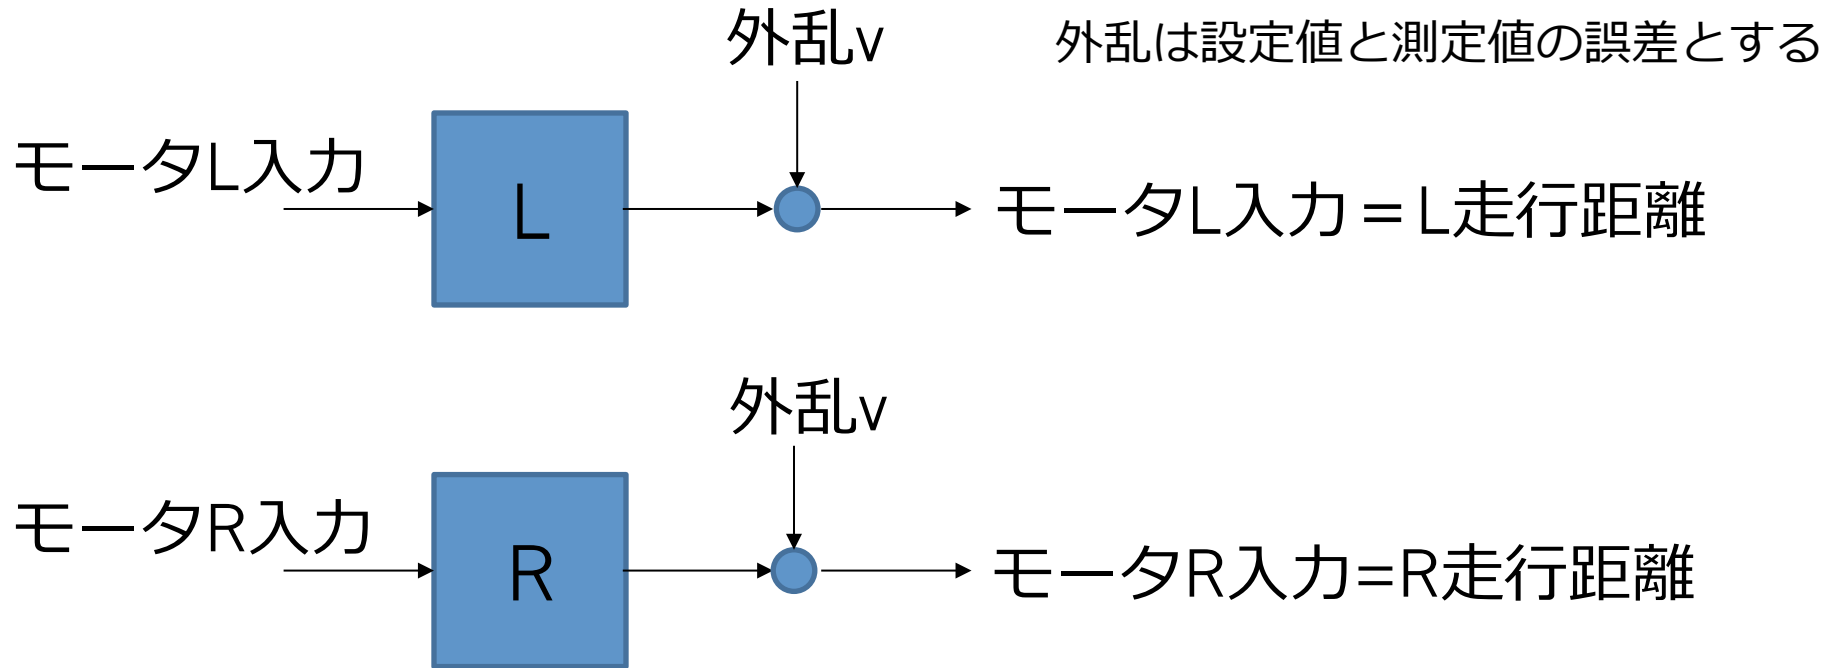 外乱v
外乱は設定値と測定値の誤差とする
モータL入力
L
モータL入力＝L走行距離
外乱v
モータR入力
R
モータR入力=R走行距離